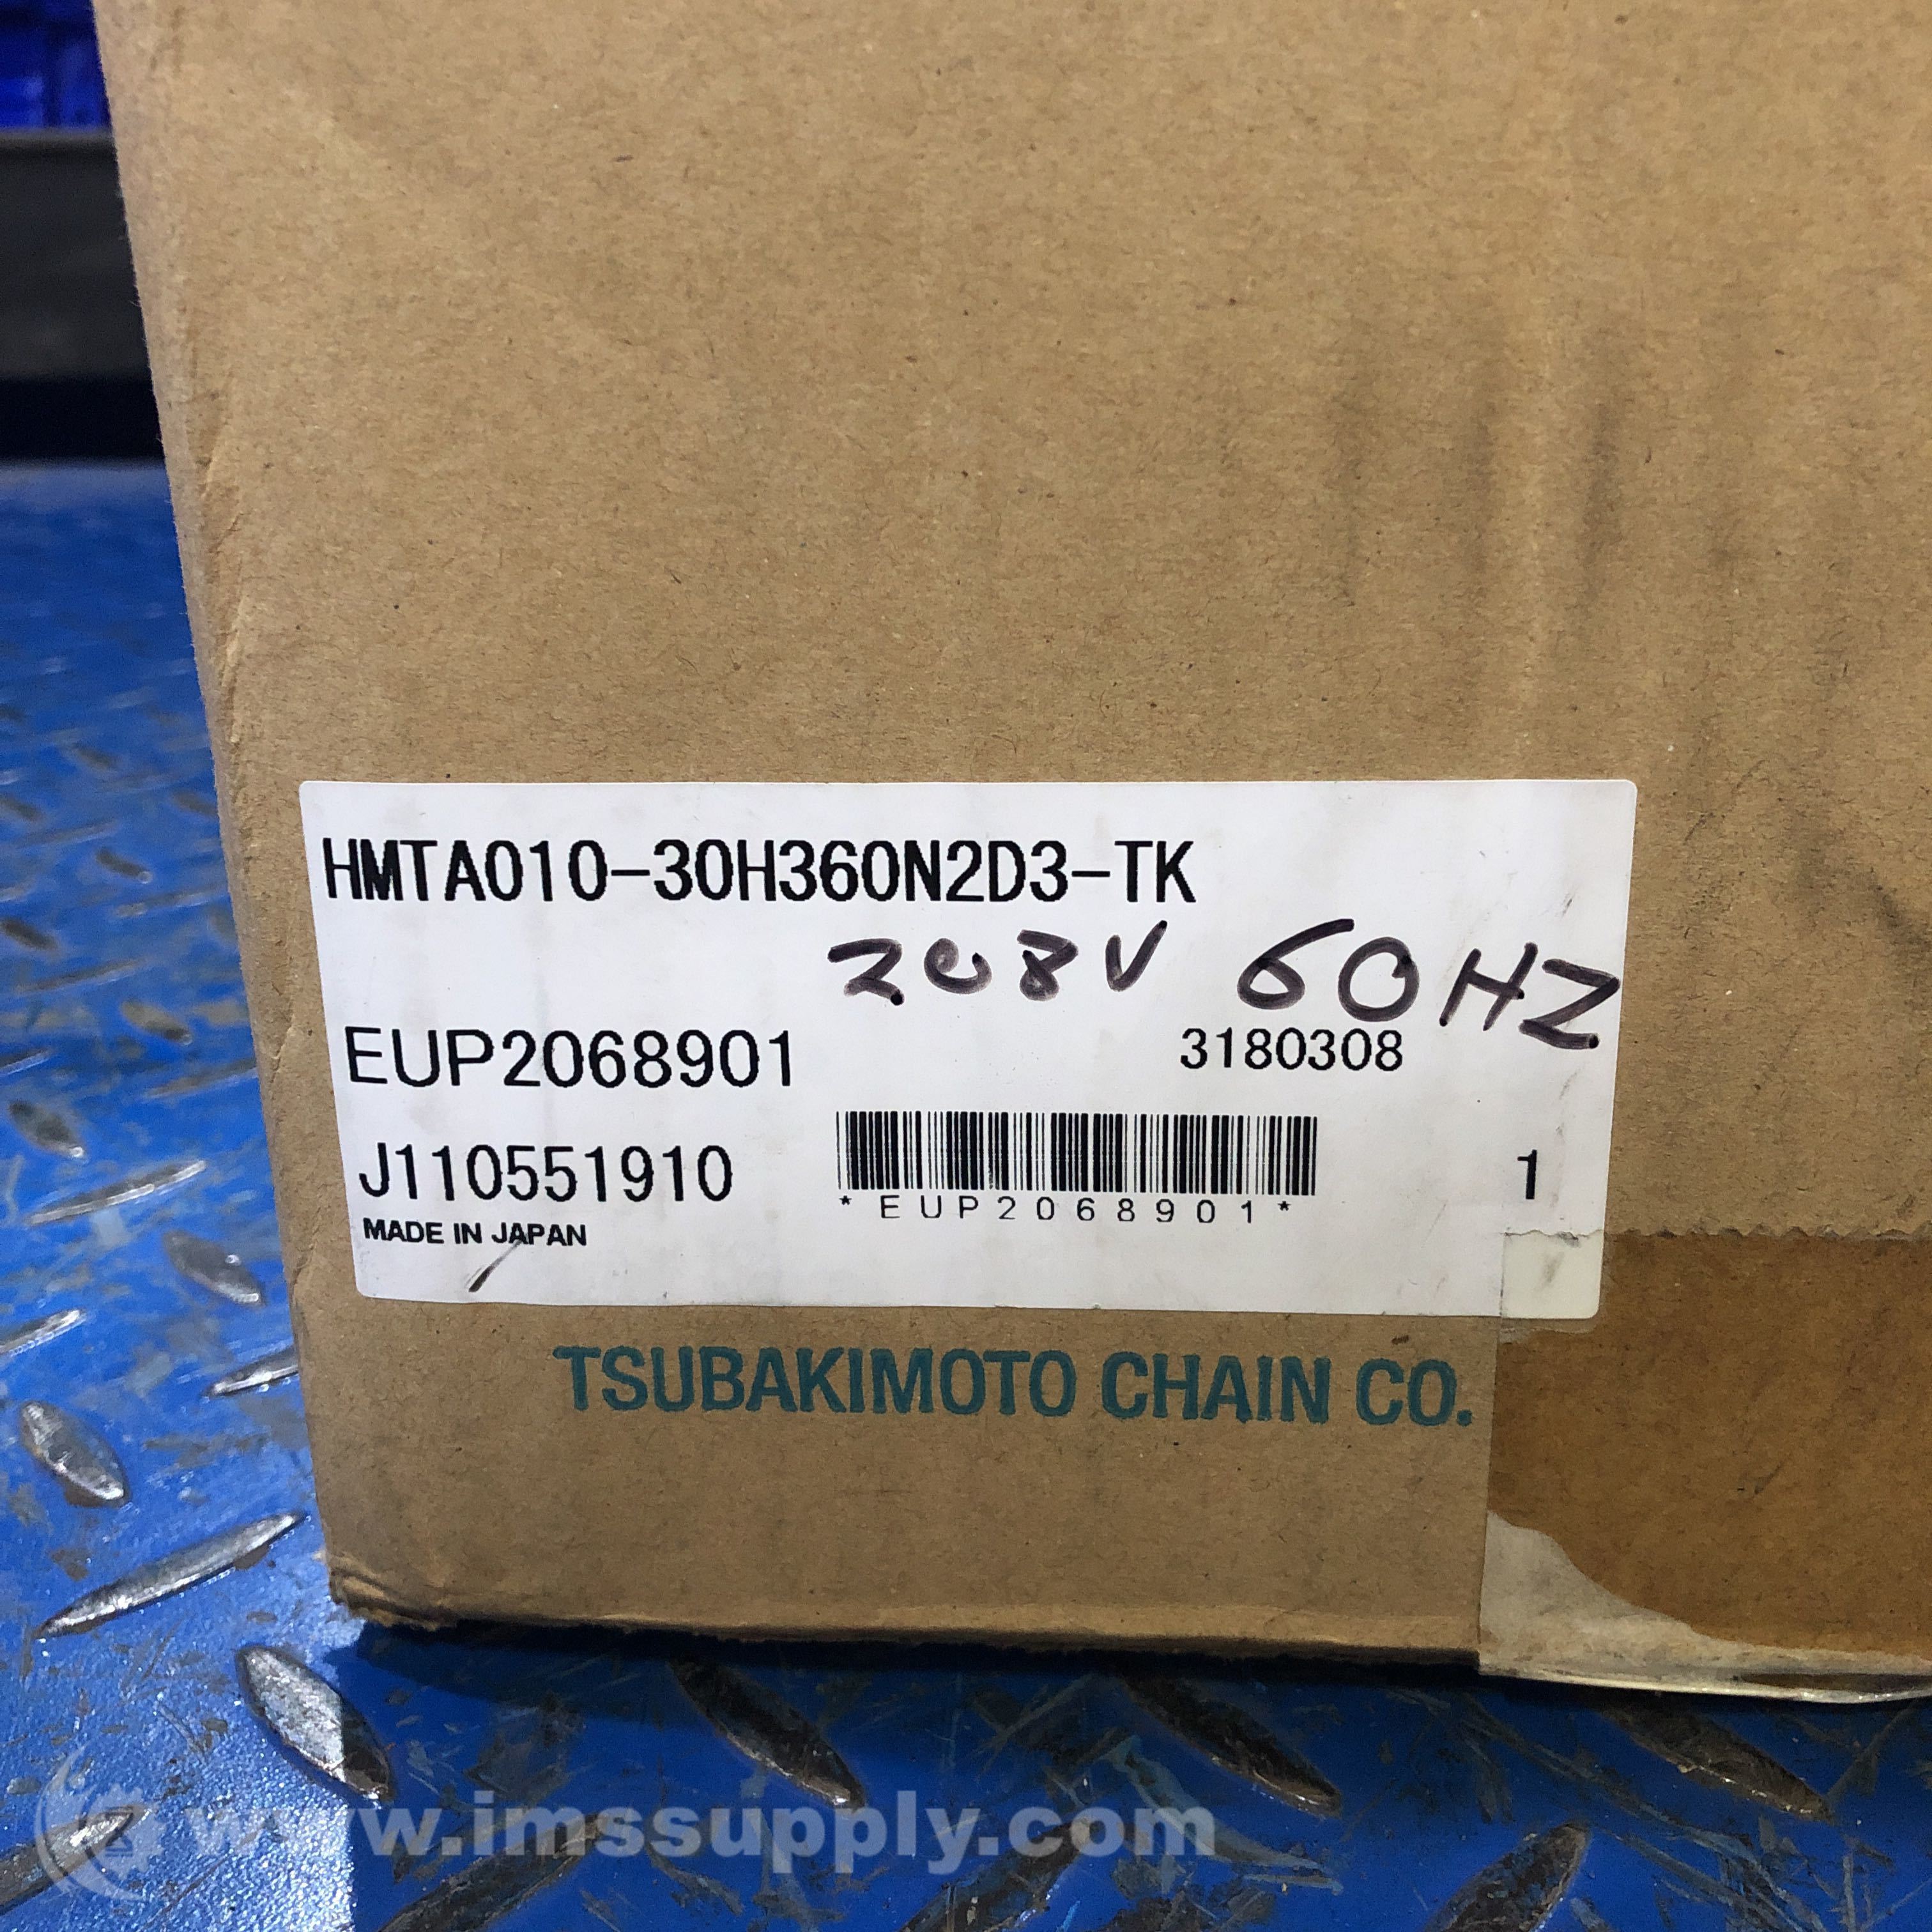 HMTA010-30H360N2D3-TK
208V 60HZ
EUP2068901 3180308
J110551910 1
*EUP2068901*
MADE IN JAPAN
TSUBAKIMOTO CHAIN CO.
www.imssupply.com